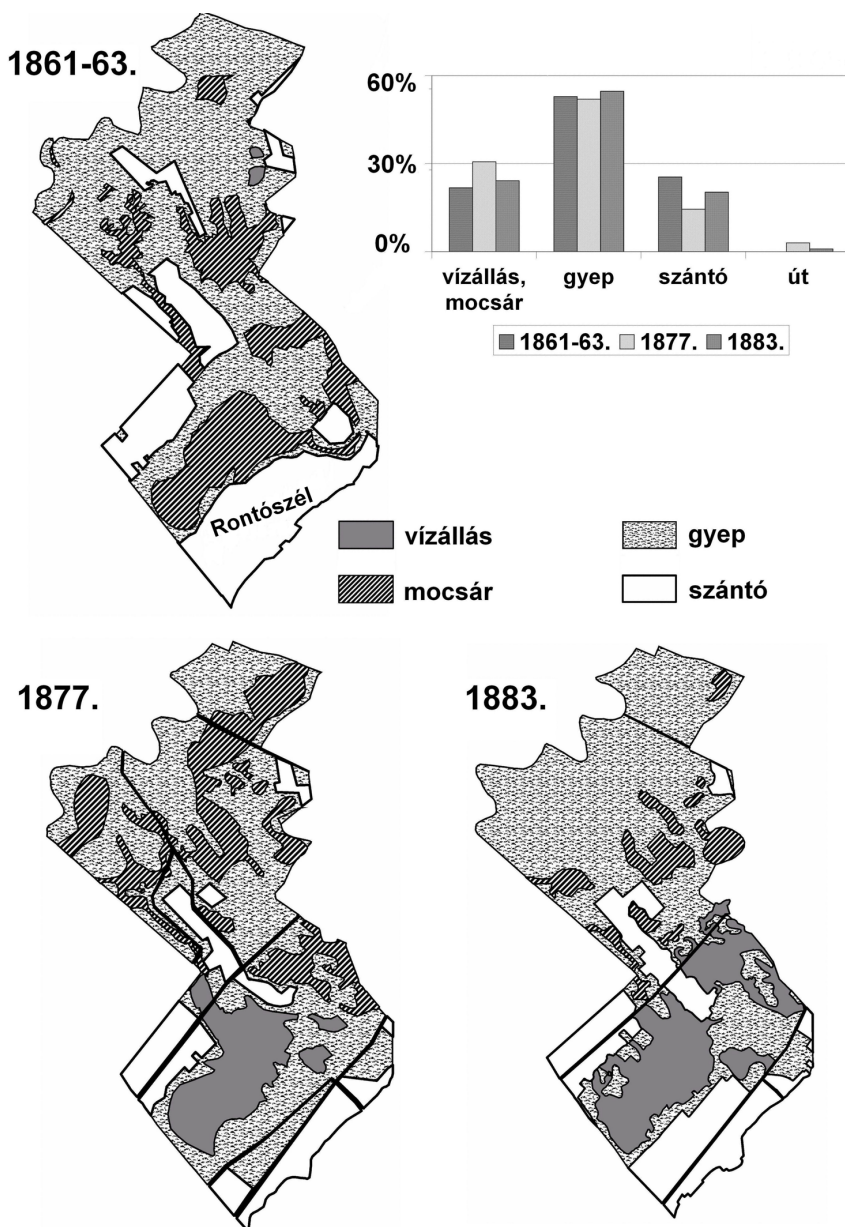 1861-63.
60%
30%
0%
vízállás,
mocsár
gyep
szántó
út
1861-63. 1877. 1883.
Rontószél
vízállás
gyep
mocsár
szántó
1877.
1883.